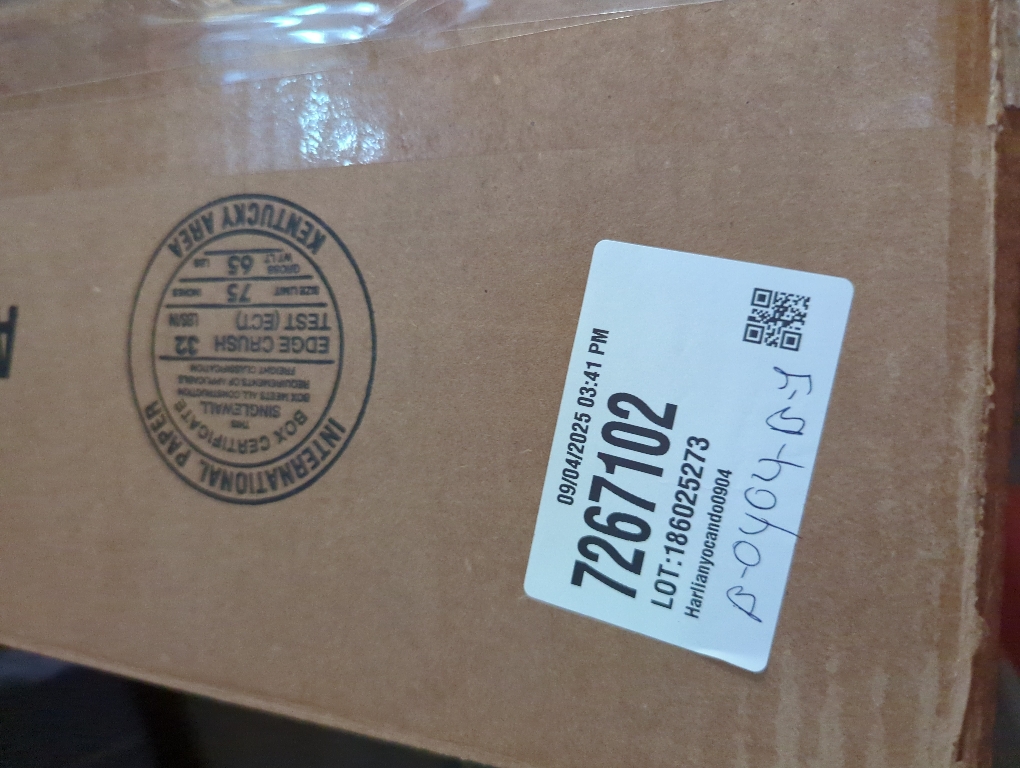 09/04/2025 03:41 PM
7267102
LOT:186025273
Harlianyocando0904
B-0404-B-1
INTERNATIONAL PAPER
BOX CERTIFICATE
THIS
SINGLEWALL
BOX MEETS ALL CONSTRUCTION
REQUIREMENTS OF APPLICABLE
FREIGHT CLASSIFICATION
EDGE CRUSH 32
TEST (ECT) LBS/IN
SIZE LIMIT 75 INCHES
GROSS WT LT 65 LBS
KENTUCKY AREA